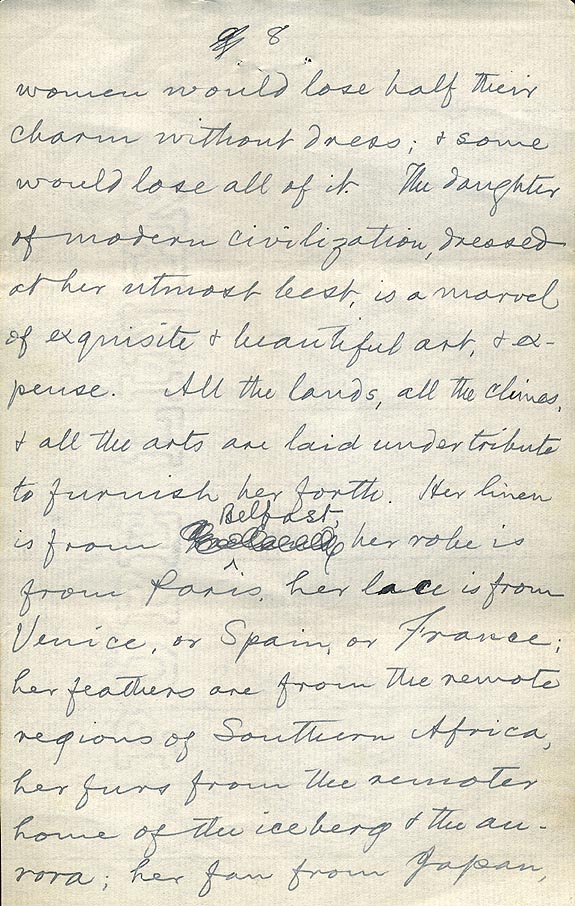 8
women would lose half their
charm without dress; & some
would lose all of it. The daughter
of modern civilization, dressed
at her utmost best, is a marvel
of exquisite & beautiful art, & ex-
pense. All the lands, all the climes,
& all the arts are laid under tribute
to furnish her forth. Her linen
Belfast,
is from her robe is
from Paris, her lace is from
Venice, or Spain, or France;
her feathers are from the remote
regions of Southern Africa,
her furs from the remoter
home of the iceberg & the au-
rora; her fan from Japan,